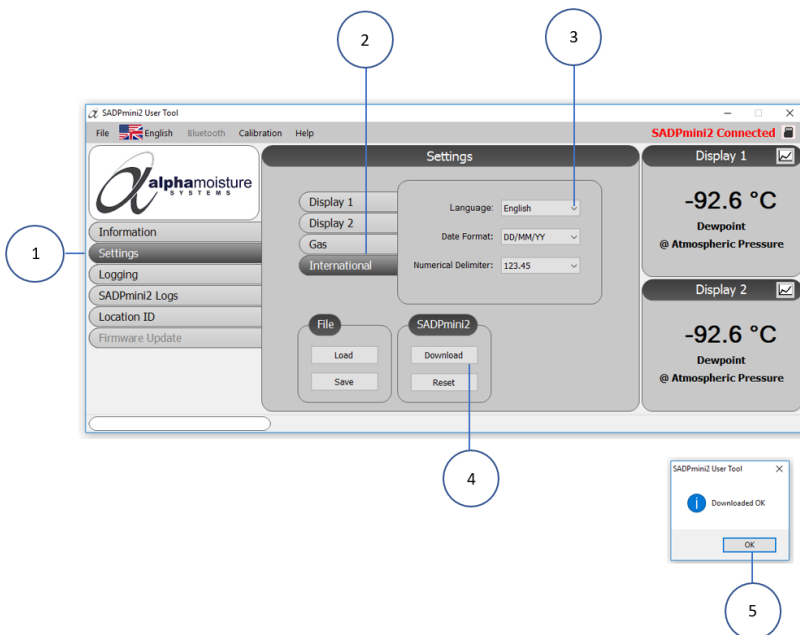 2
3
SADPmini2 User Tool
File English Bluetooth Calibration Help SADPmini2 Connected
alphamoisture
SYSTEMS
Settings
Display 1
-92.6 °C
Dewpoint
@ Atmospheric Pressure
1
Information
Settings
Logging
SADPmini2 Logs
Location ID
Firmware Update
Display 1
Display 2
Gas
International
Language: English
Date Format: DD/MM/YY
Numerical Delimiter: 123.45
File
Load
Save
SADPmini2
Download
Reset
Display 2
-92.6 °C
Dewpoint
@ Atmospheric Pressure
4
SADPmini2 User Tool
Downloaded OK
OK
5